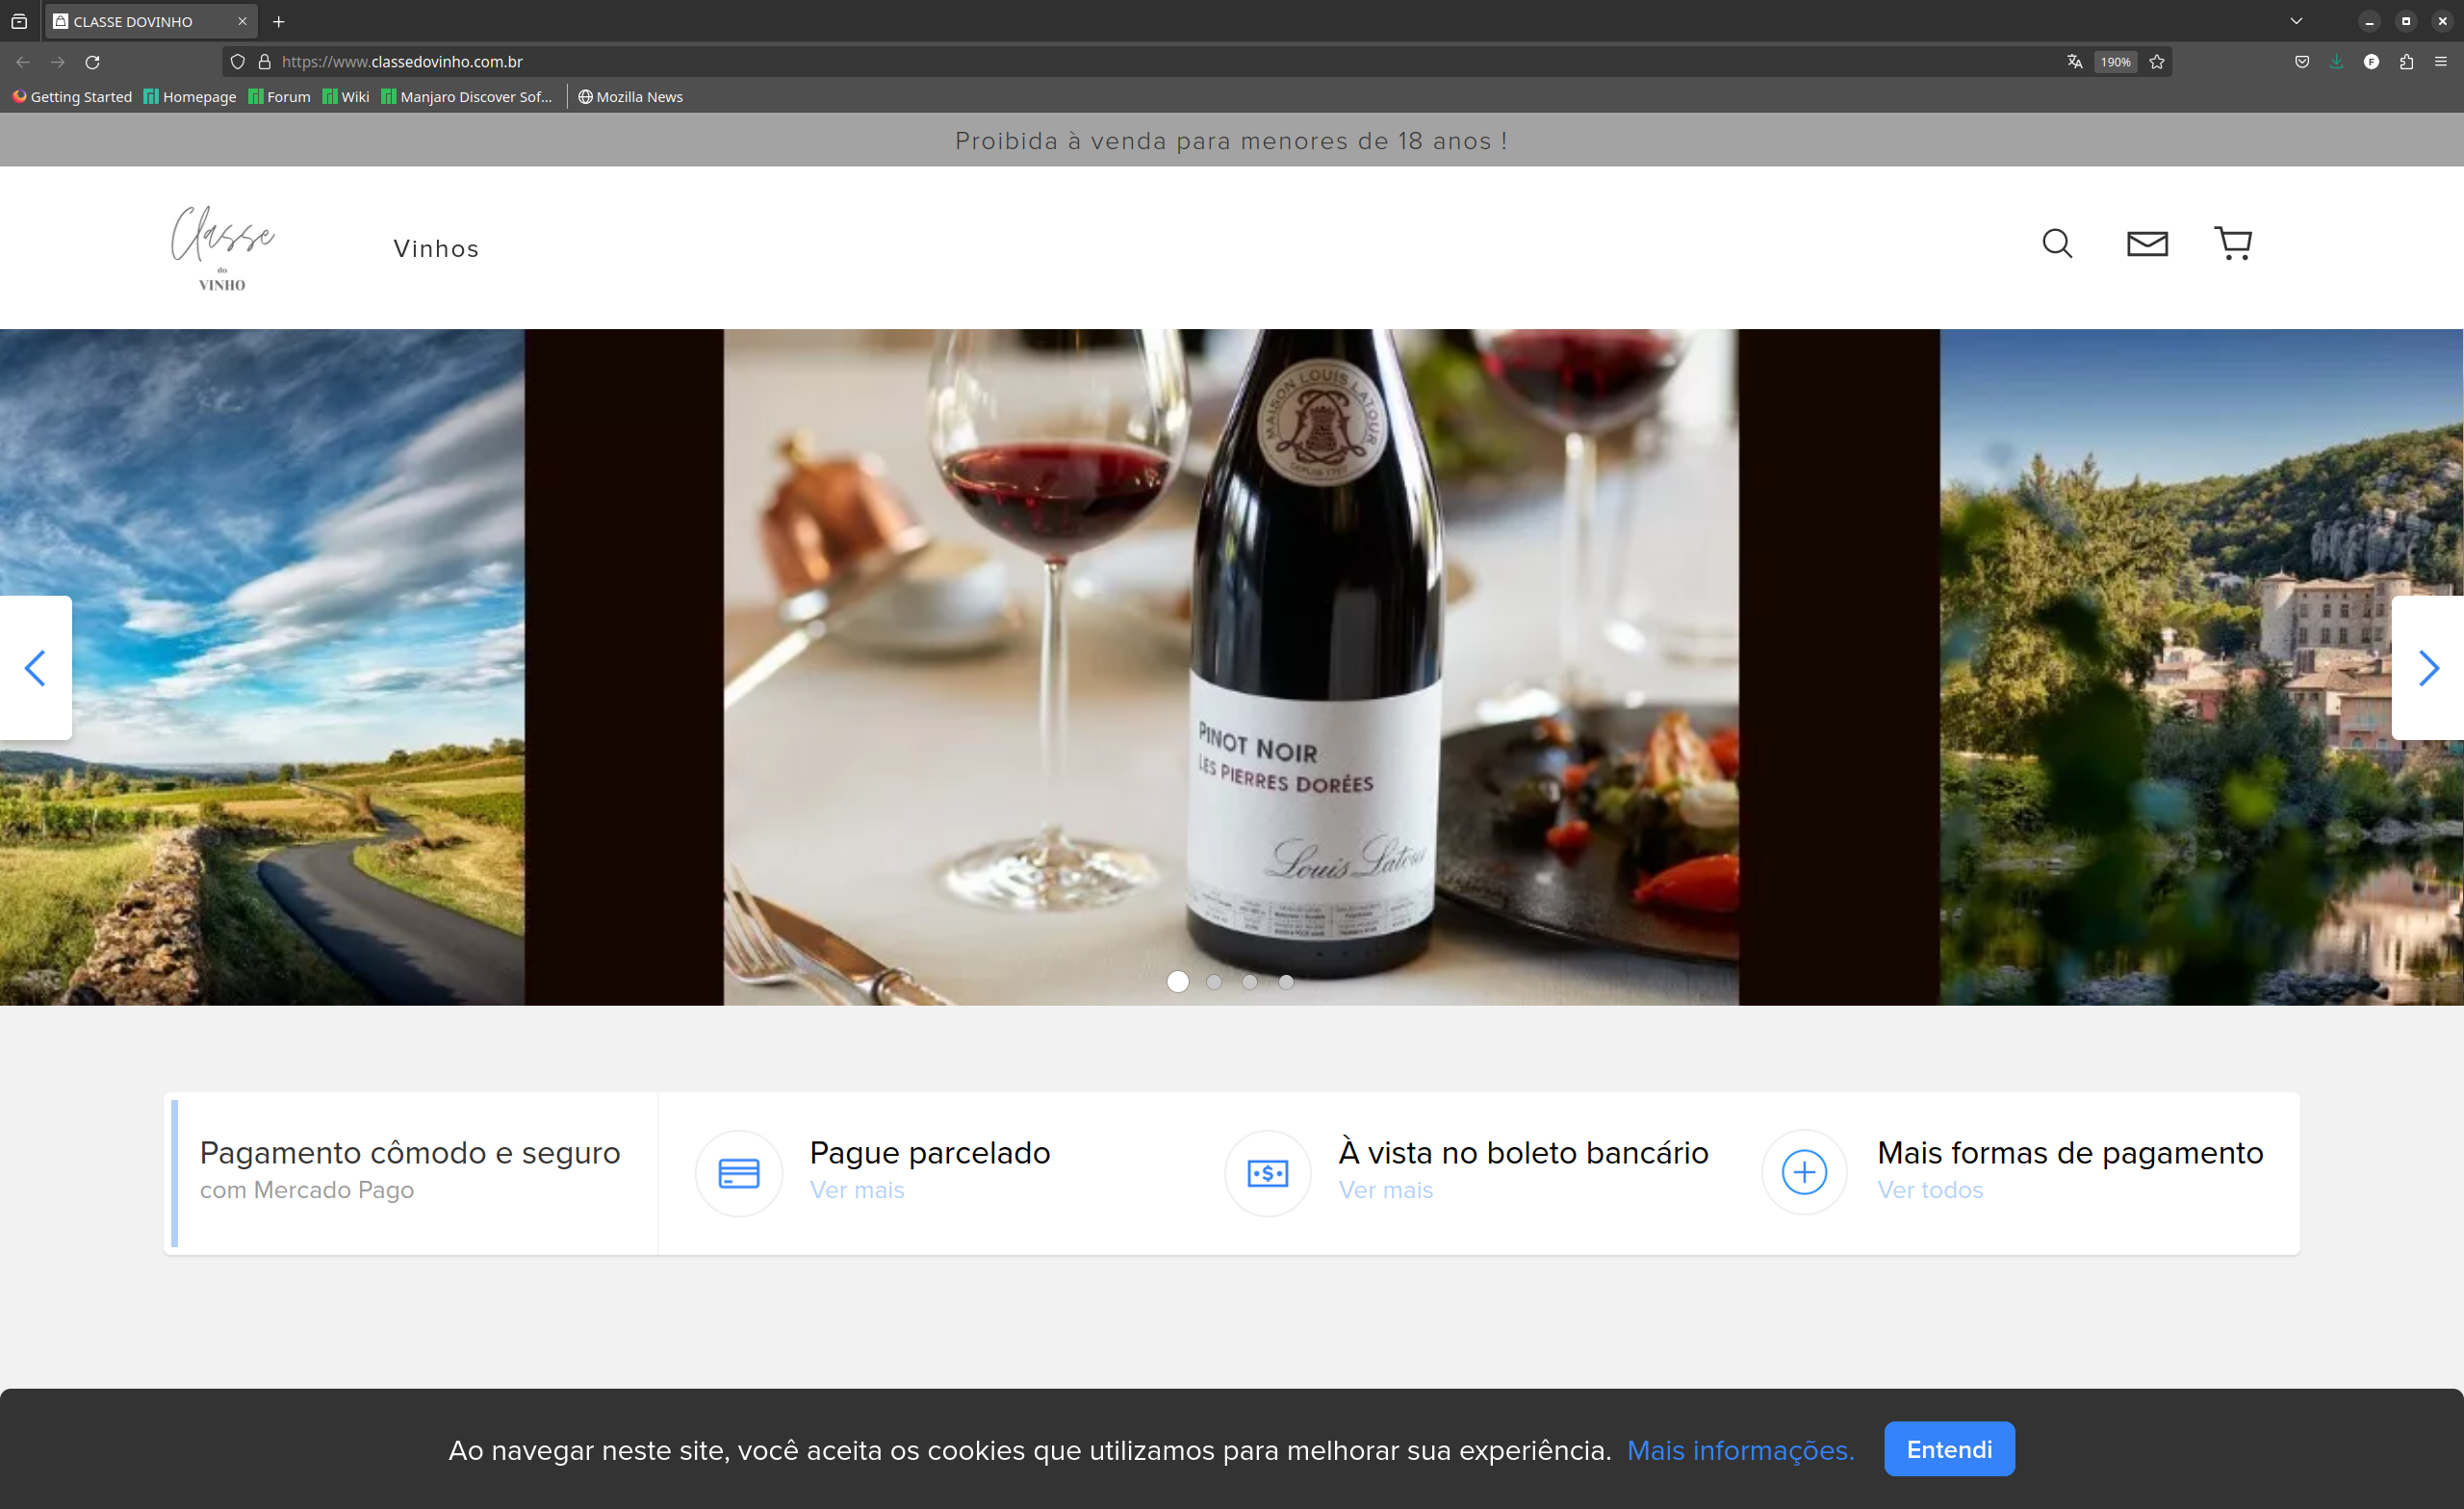 CLASSE DOVINHO
https://www.classedovinho.com.br
190%
Getting Started
Homepage
Forum
Wiki
Manjaro Discover Sof...
Mozilla News
Proibida à venda para menores de 18 anos !
Classe
do
VINHO
Vinhos
MAISON LOUIS LATOUR
DEPUIS 1797
PINOT NOIR
LES PIERRES DORÉES
Louis Latour
Pagamento cômodo e seguro
com Mercado Pago
Pague parcelado
Ver mais
À vista no boleto bancário
Ver mais
Mais formas de pagamento
Ver todos
Ao navegar neste site, você aceita os cookies que utilizamos para melhorar sua experiência. Mais informações.
Entendi